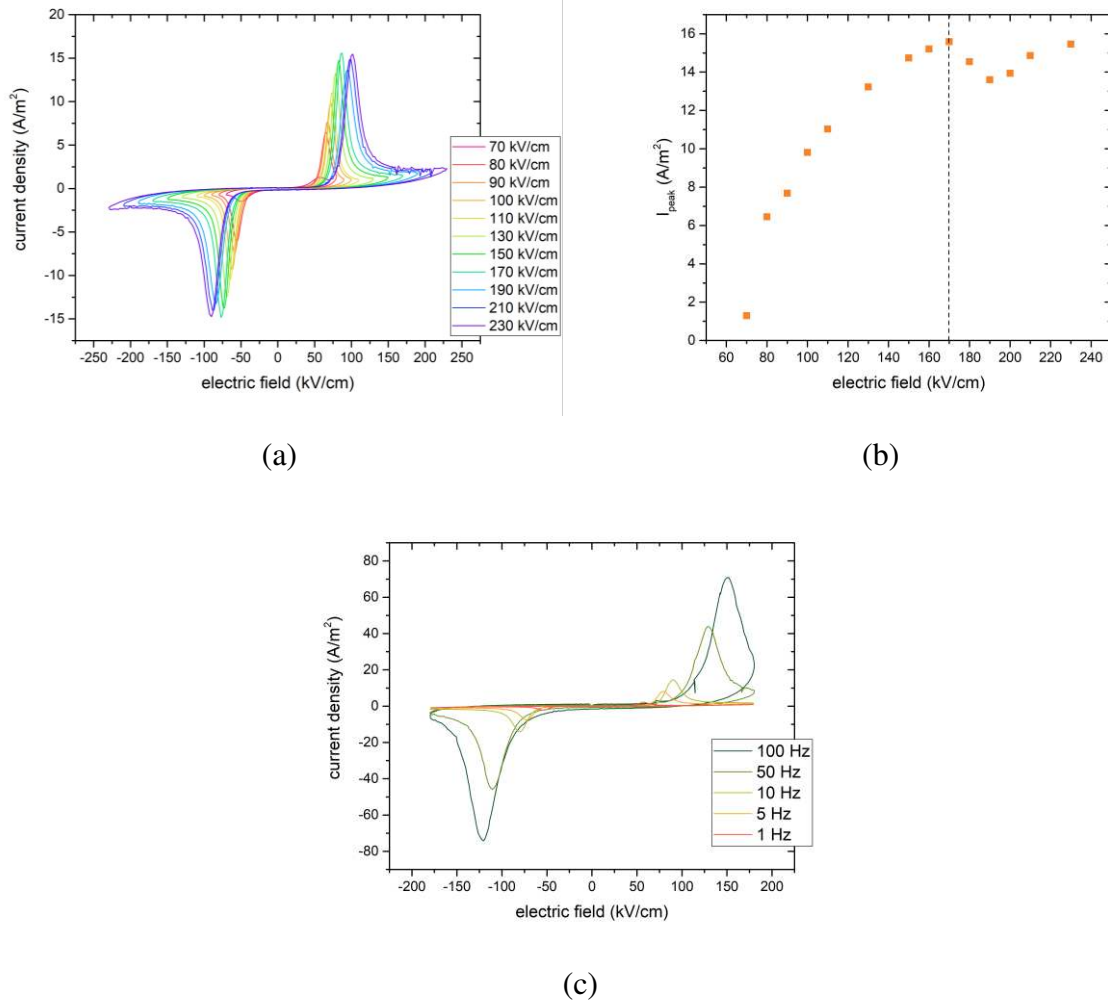 current density (A/m²)
15
10
5
0
-5
-10
-15
-250 -200 -150 -100 -50 0 50 100 150 200 250
electric field (kV/cm)
70 kV/cm
80 kV/cm
90 kV/cm
100 kV/cm
110 kV/cm
130 kV/cm
150 kV/cm
170 kV/cm
190 kV/cm
210 kV/cm
230 kV/cm
(a)
I_peak (A/m²)
16
14
12
10
8
6
4
2
0
60 80 100 120 140 160 180 200 220 240
electric field (kV/cm)
(b)
current density (A/m²)
80
60
40
20
0
-20
-40
-60
-80
-200 -150 -100 -50 0 50 100 150 200
electric field (kV/cm)
100 Hz
50 Hz
10 Hz
5 Hz
1 Hz
(c)